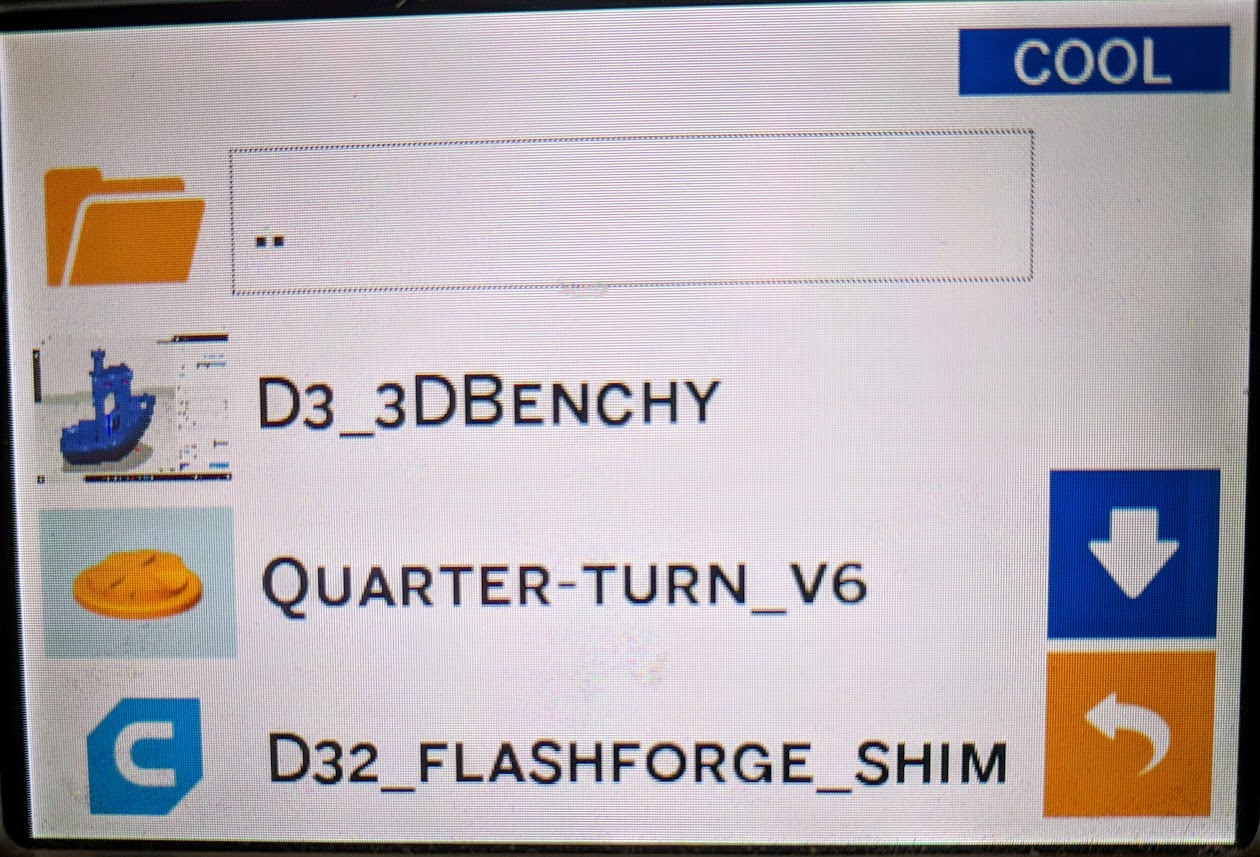 COOL
..
D3_3DBENCHY
QUARTER-TURN_V6
D32_FLASHFORGE_SHIM